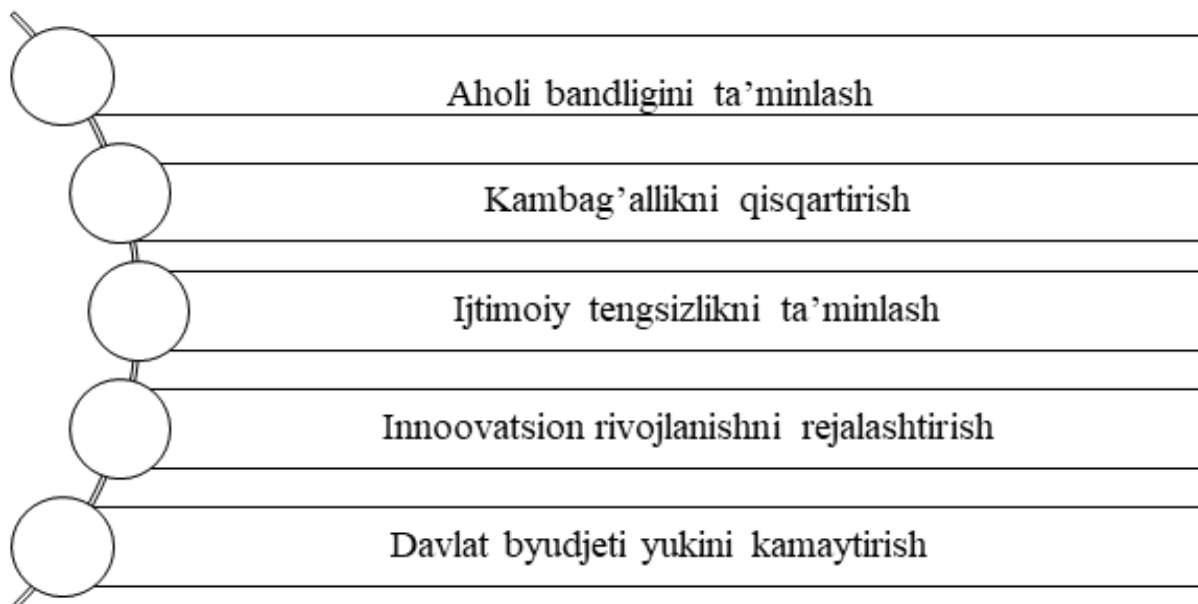 Aholi bandligini ta’minlash
Kambag’allikni qisqartirish
Ijtimoiy tengsizlikni ta’minlash
Innoovatsion rivojlanishni rejalashtirish
Davlat byudjeti yukini kamaytirish